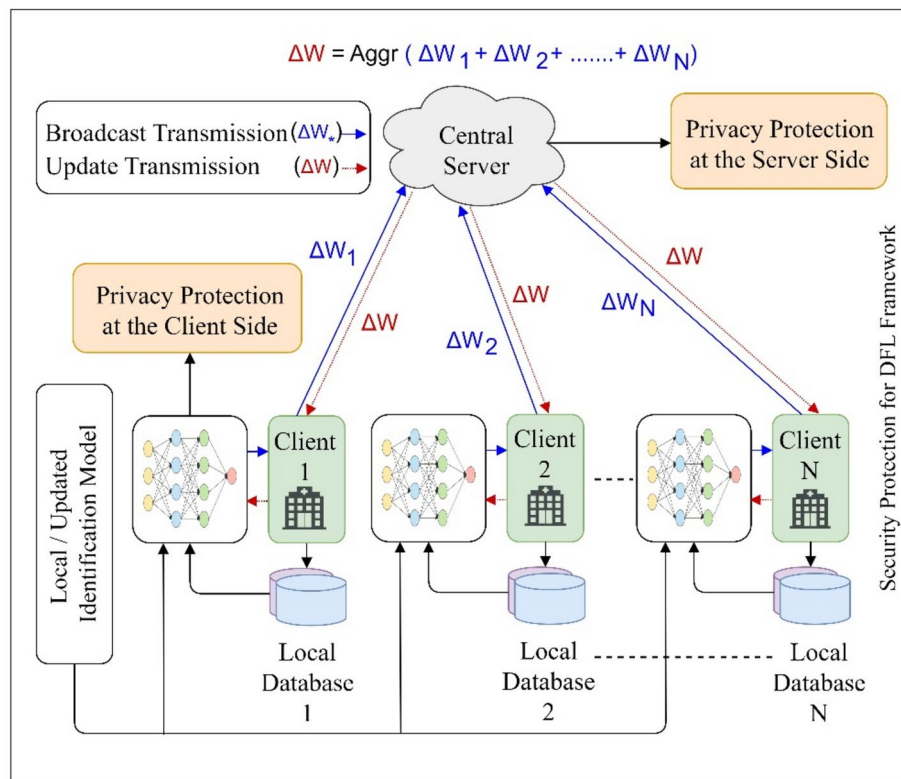 ΔW = Aggr ( ΔW1 + ΔW2 + .......+ ΔWN)
Broadcast Transmission (ΔW*)
Update Transmission (ΔW)
Central
Server
Privacy Protection
at the Server Side
Privacy Protection
at the Client Side
ΔW1
ΔW
ΔW2
ΔW
ΔWN
ΔW
Security Protection for DFL Framework
Local / Updated
Identification Model
Client
1
Client
2
Client
N
Local
Database
1
Local
Database
2
Local
Database
N